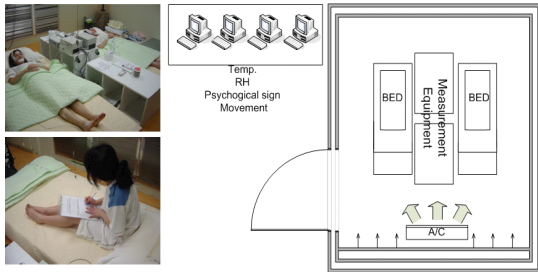 Temp.
RH
Psychogical sign
Movement
BED
Measurement
Equipment
BED
A/C